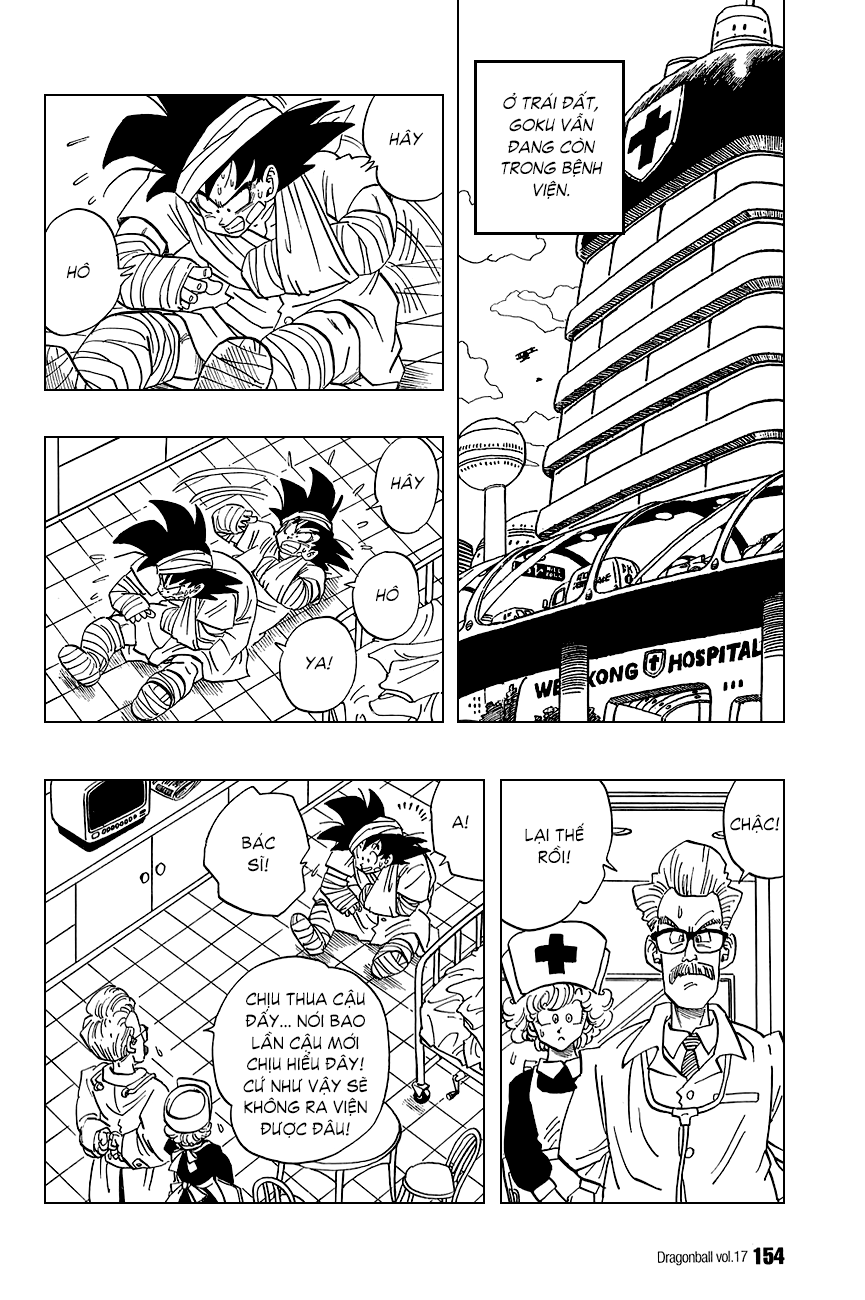 Ở TRÁI ĐẤT,
GOKU VẪN
ĐANG CÒN
TRONG BỆNH
VIỆN.
KONG HOSPITAL
HÂY
HÔ
HÂY
HÔ
YA!
CHẬC!
LẠI THẾ
RỒI!
A!
BÁC
SĨ!
CHỊU THUA CẬU
ĐẤY... NÓI BAO
LẦN CẬU MỚI
CHỊU HIỂU ĐÂY!
CỨ NHƯ VẬY SẼ
KHÔNG RA VIỆN
ĐƯỢC ĐÂU!
Dragonball vol.17 154